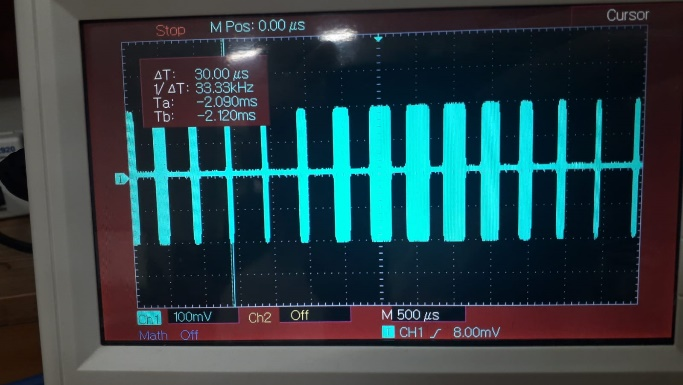 Cursor
Stop M Pos: 0.00 µs
ΔT: 30.00 µs
1/ΔT: 33.33kHz
Ta: -2.090ms
Tb: -2.120ms
1
Ch1 100mV Ch2 Off M 500 µs
Math Off CH1 8.00mV